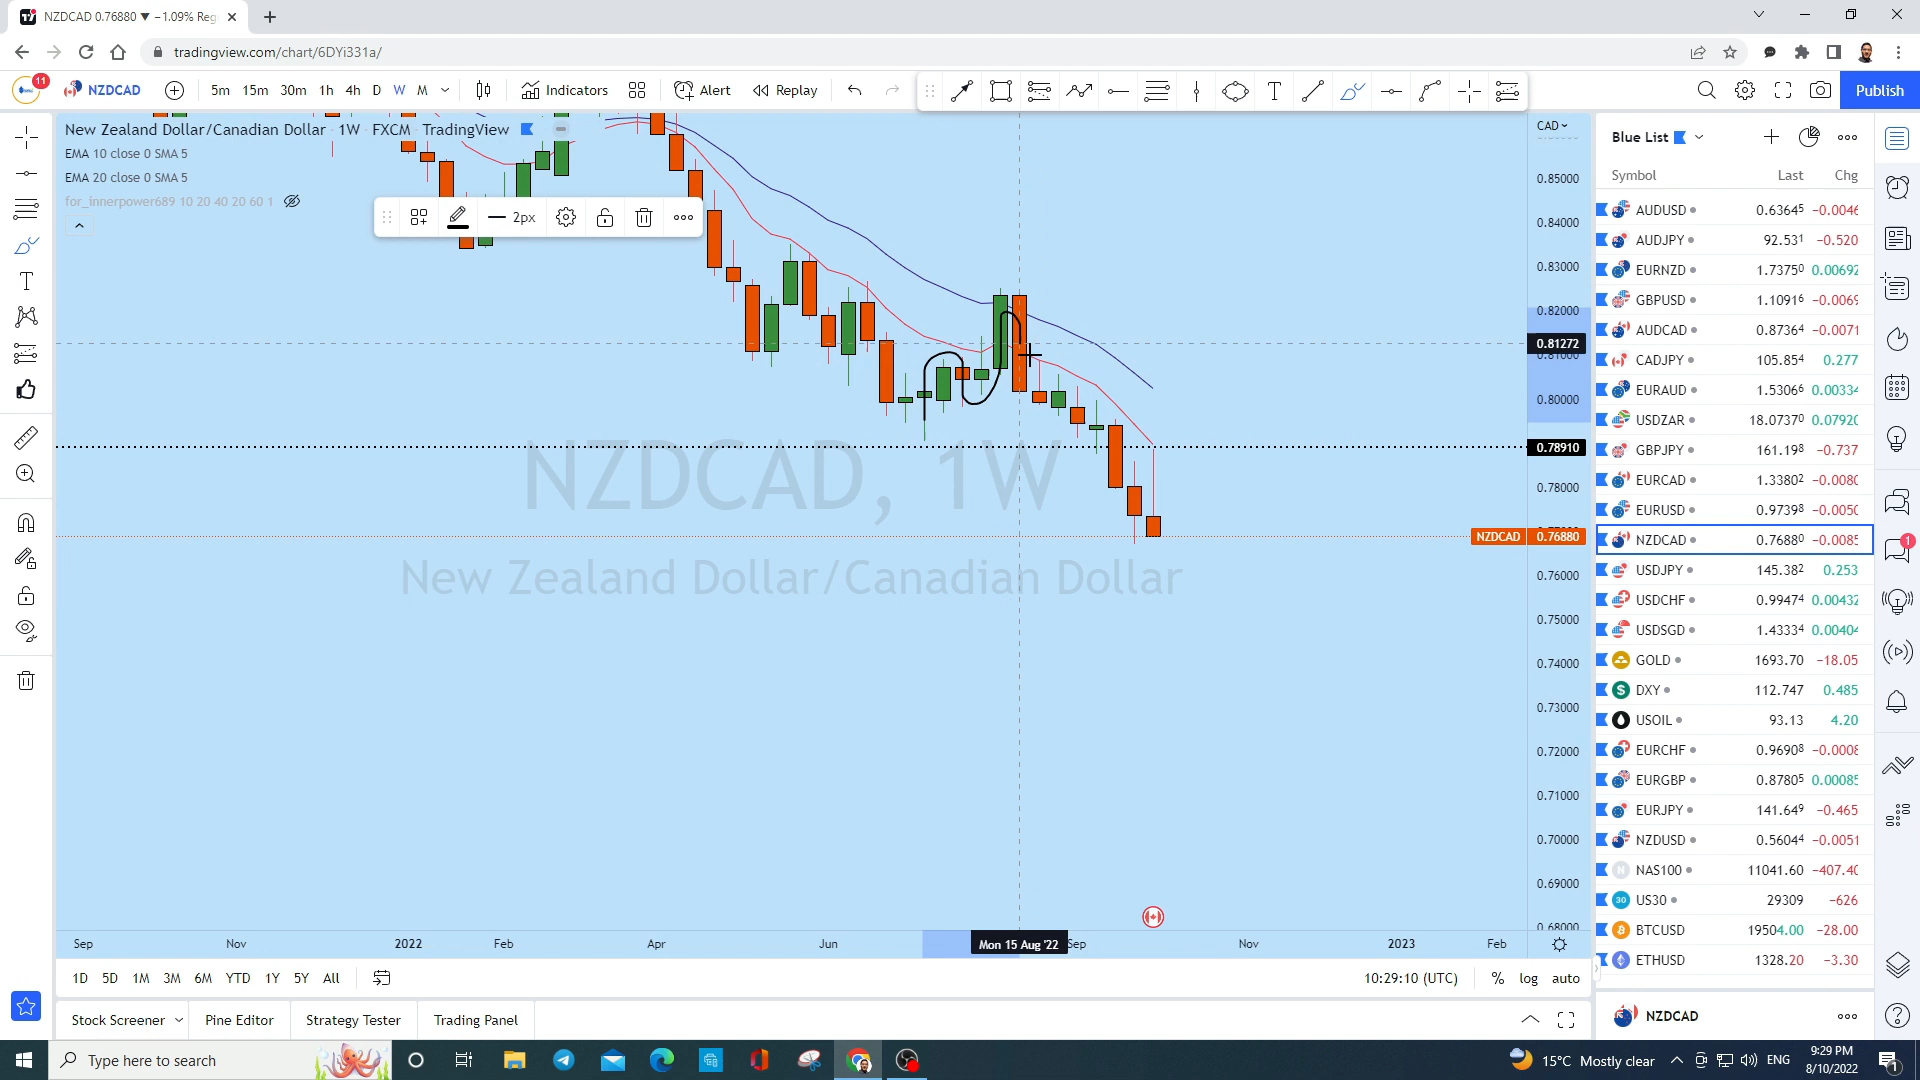 NZDCAD 0.76880 ▼ −1.09% Reg
tradingview.com/chart/6DYi331a/
11
NZDCAD
5m 15m 30m 1h 4h D W M
Indicators
Alert
Replay
Publish
New Zealand Dollar/Canadian Dollar · 1W · FXCM · TradingView
EMA 10 close 0 SMA 5
EMA 20 close 0 SMA 5
for_innerpower689 10 20 40 20 60 1
2px
CAD
0.85000
0.84000
0.83000
0.82000
0.81272
0.81000
0.80000
0.78910
0.78000
NZDCAD 0.76880
0.76000
0.75000
0.74000
0.73000
0.72000
0.71000
0.70000
0.69000
0.68000
NZDCAD, 1W
New Zealand Dollar/Canadian Dollar
Sep Nov 2022 Feb Apr Jun Mon 15 Aug '22 Sep Nov 2023 Feb
1D 5D 1M 3M 6M YTD 1Y 5Y All
10:29:10 (UTC) % log auto
Stock Screener Pine Editor Strategy Tester Trading Panel
Blue List
Symbol Last Chg
AUDUSD 0.63645 −0.0046
AUDJPY 92.531 −0.520
EURNZD 1.73750 0.00692
GBPUSD 1.10916 −0.0069
AUDCAD 0.87364 −0.0071
CADJPY 105.854 0.277
EURAUD 1.53066 0.00334
USDZAR 18.07370 0.07920
GBPJPY 161.198 −0.737
EURCAD 1.33802 −0.0080
EURUSD 0.97398 −0.0050
NZDCAD 0.76880 −0.0085
USDJPY 145.382 0.253
USDCHF 0.99474 0.00432
USDSGD 1.43334 0.00404
GOLD 1693.70 −18.05
DXY 112.747 0.485
USOIL 93.13 4.20
EURCHF 0.96908 −0.0008
EURGBP 0.87805 0.00085
EURJPY 141.649 −0.465
NZDUSD 0.56044 −0.0051
NAS100 11041.60 −407.40
US30 29309 −626
BTCUSD 19504.00 −28.00
ETHUSD 1328.20 −3.30
NZDCAD
1
Type here to search
15°C Mostly clear
ENG
9:29 PM
8/10/2022
1